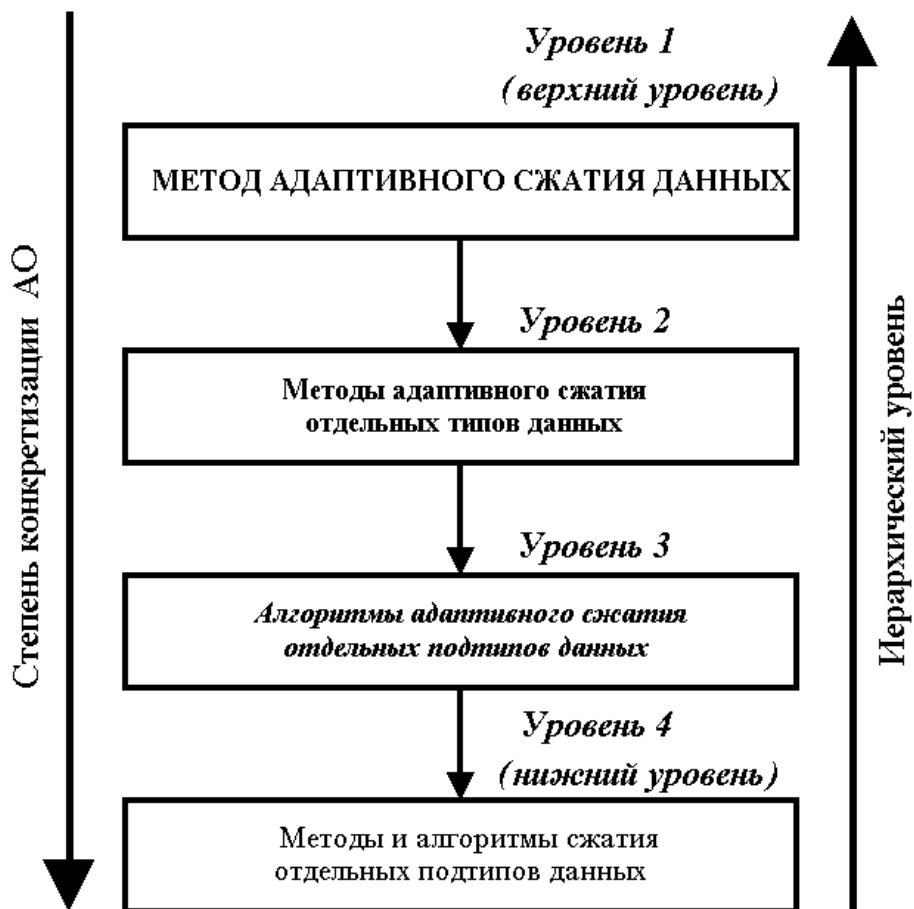 Уровень 1
(верхний уровень)
МЕТОД АДАПТИВНОГО СЖАТИЯ ДАННЫХ
Уровень 2
Методы адаптивного сжатия
отдельных типов данных
Уровень 3
Алгоритмы адаптивного сжатия
отдельных подтипов данных
Уровень 4
(нижний уровень)
Методы и алгоритмы сжатия
отдельных подтипов данных
Степень конкретизации АО
Иерархический уровень